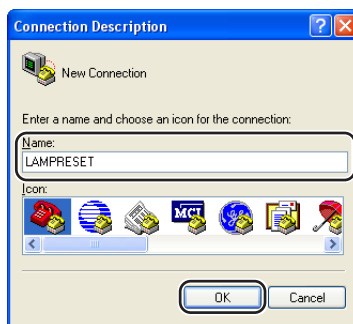 Connection Description
New Connection
Enter a name and choose an icon for the connection:
Name:
LAMPRESET
Icon:
MCI
OK
Cancel